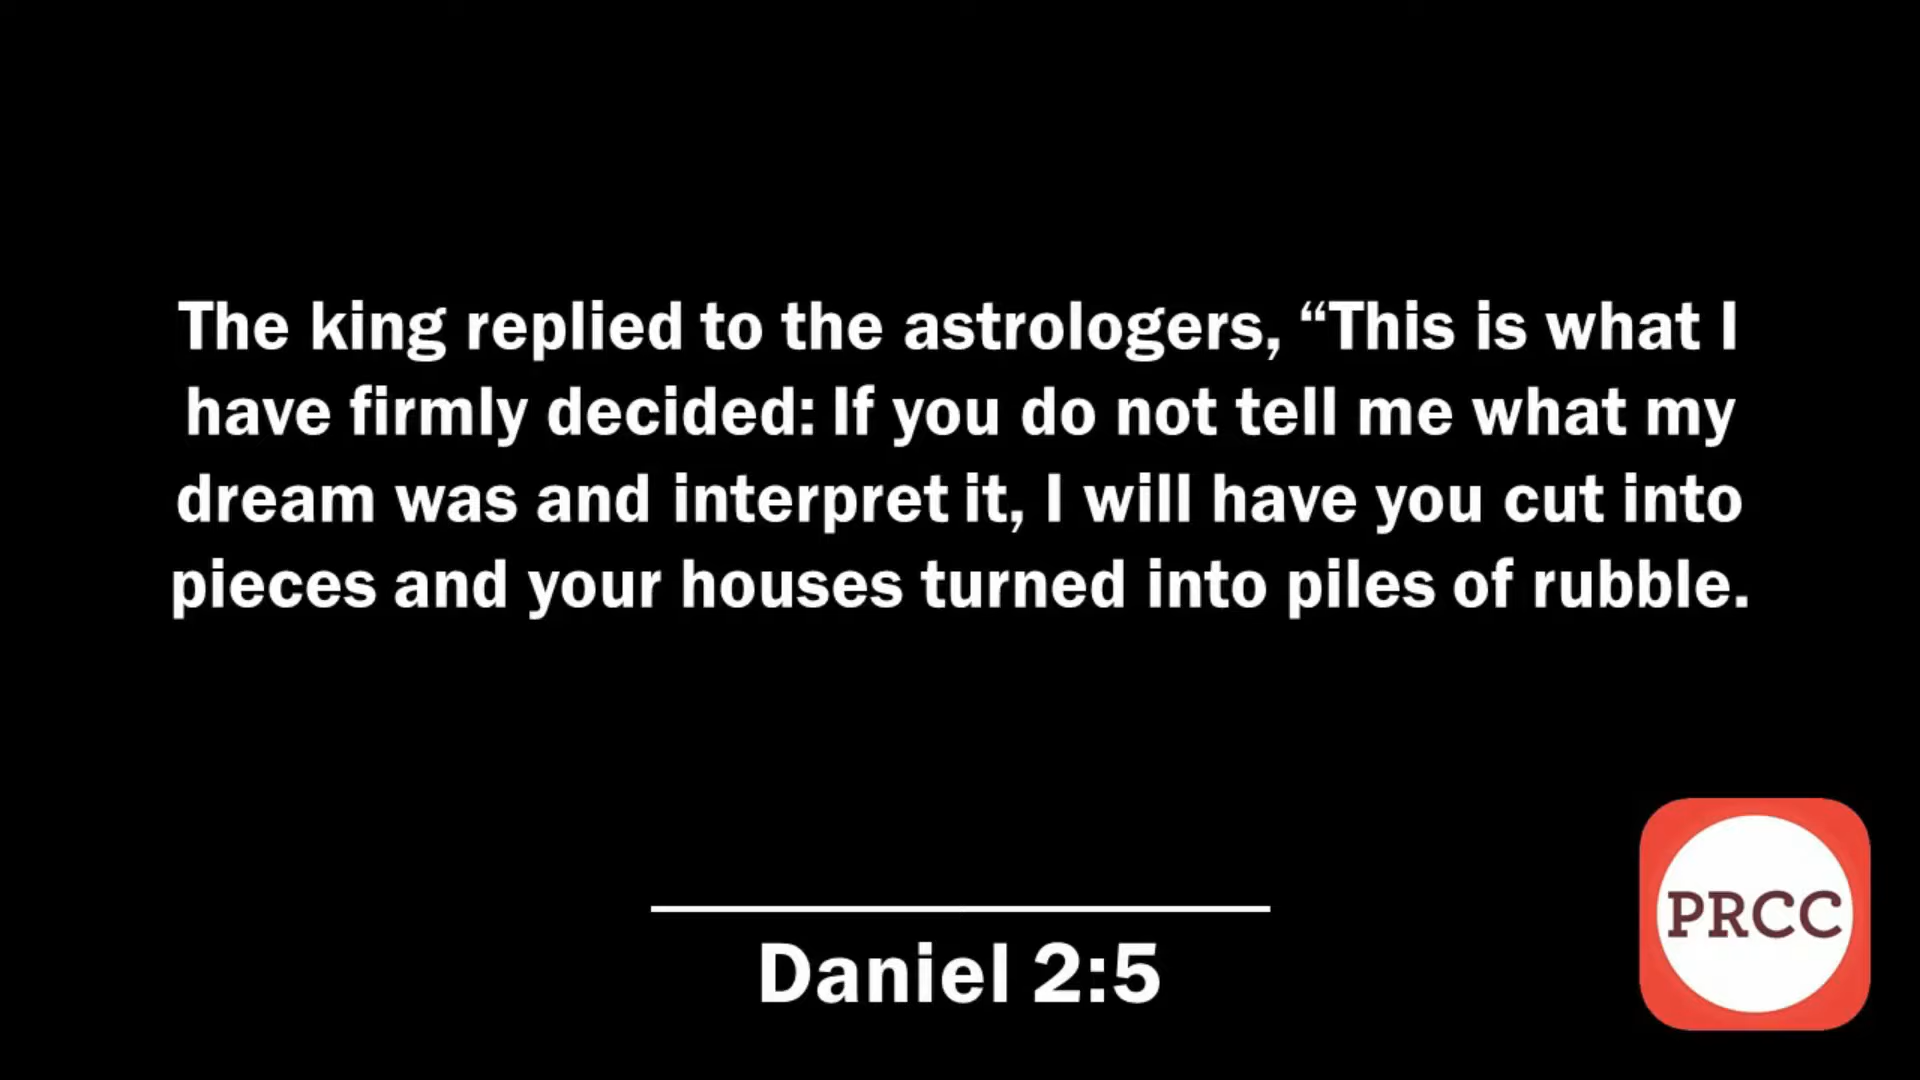 The king replied to the astrologers, “This is what I
have firmly decided: If you do not tell me what my
dream was and interpret it, I will have you cut into
pieces and your houses turned into piles of rubble.
Daniel 2:5
PRCC